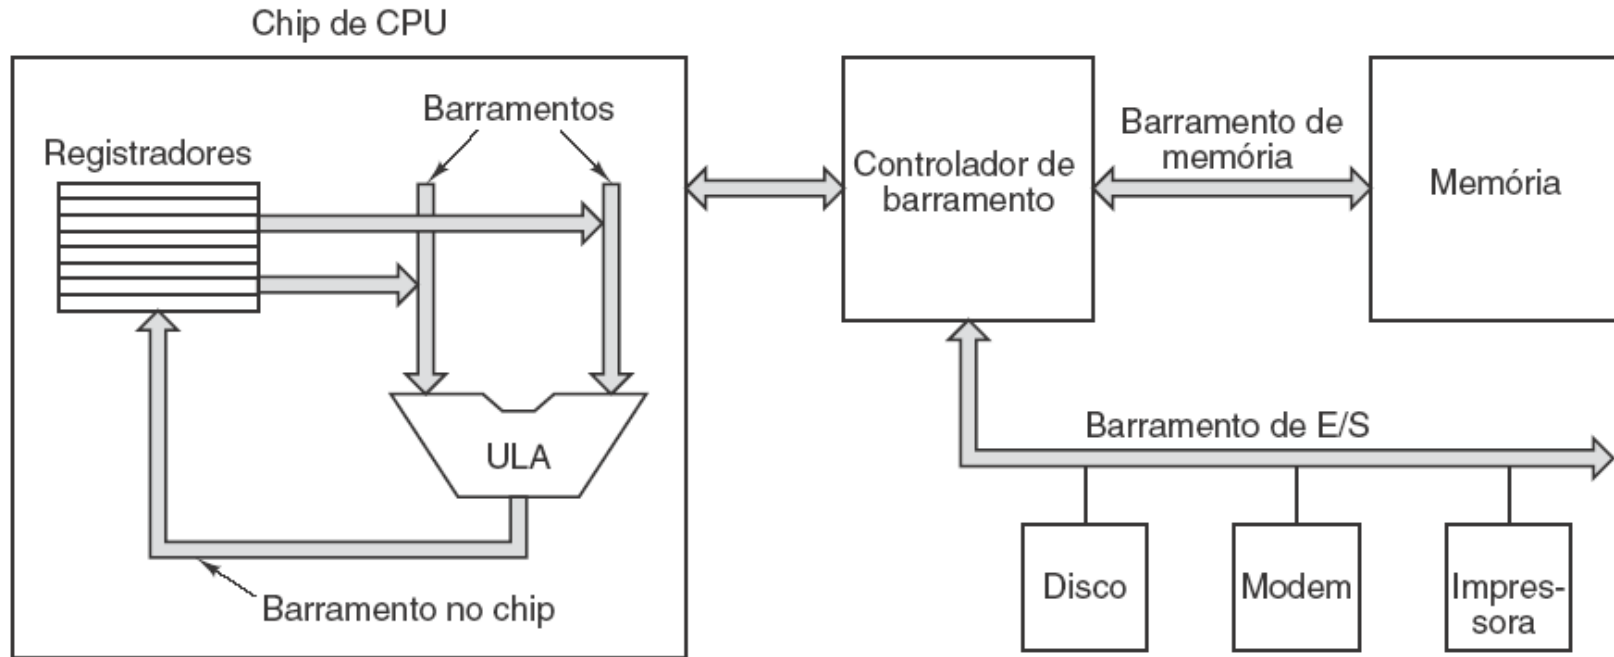 Chip de CPU
Barramentos
Registradores
ULA
Barramento no chip
Controlador de
barramento
Barramento de
memória
Memória
Barramento de E/S
Disco
Modem
Impres-
sora